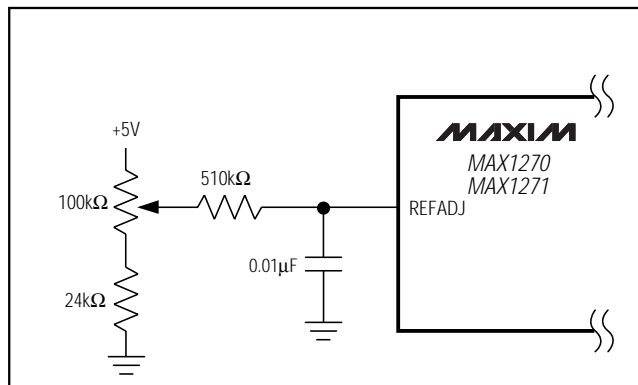 +5V
100kΩ
510kΩ
24kΩ
0.01µF
MAXIM
MAX1270
MAX1271
REFADJ